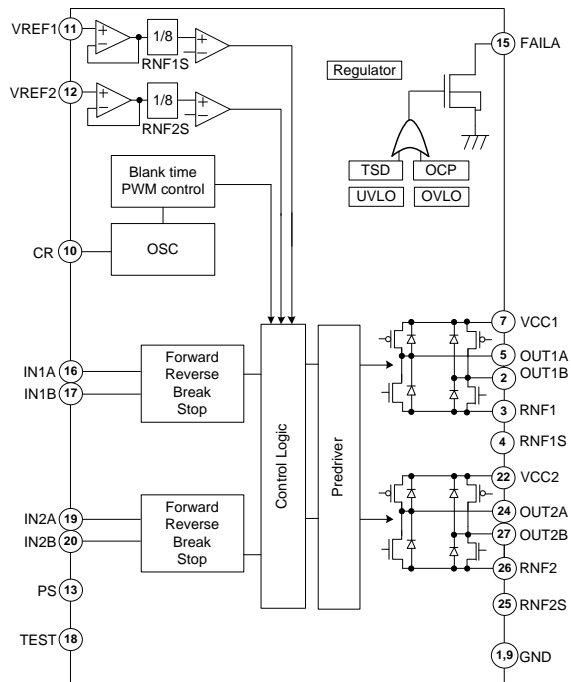 VREF1
11
1/8
RNF1S
VREF2
12
1/8
RNF2S
15
FAILA
Regulator
TSD
OCP
UVLO
OVLO
Blank time
PWM control
CR
10
OSC
7
VCC1
5
OUT1A
2
OUT1B
3
RNF1
4
RNF1S
IN1A
16
IN1B
17
Forward
Reverse
Break
Stop
Control Logic
Predriver
22
VCC2
24
OUT2A
27
OUT2B
26
RNF2
25
RNF2S
IN2A
19
IN2B
20
Forward
Reverse
Break
Stop
PS
13
TEST
18
1,9
GND